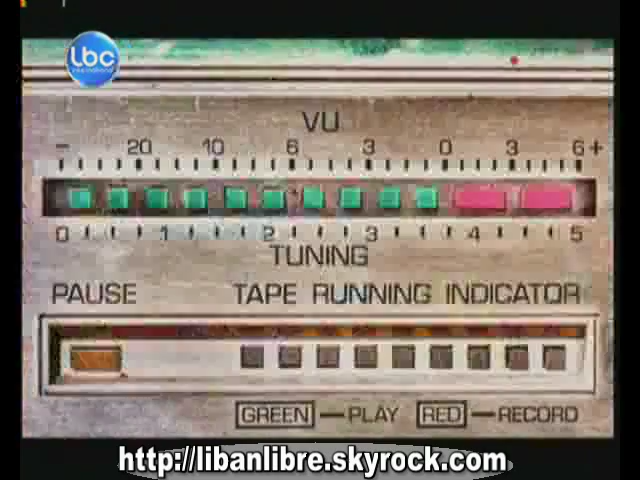 lbc
international
VU
- 20 10 6 3 0 3 6+
0 1 2 3 4 5
TUNING
PAUSE TAPE RUNNING INDICATOR
GREEN — PLAY RED — RECORD
http://libanlibre.skyrock.com